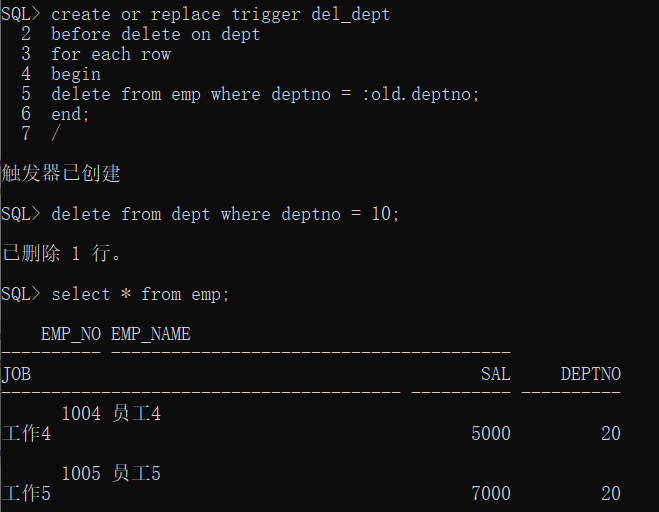 SQL> create or replace trigger del_dept
2 before delete on dept
3 for each row
4 begin
5 delete from emp where deptno = :old.deptno;
6 end;
7 /
触发器已创建
SQL> delete from dept where deptno = 10;
已删除 1 行。
SQL> select * from emp;
EMP_NO EMP_NAME
---------- ----------------------------------------
JOB SAL DEPTNO
---------------------------------------- ---------- ----------
1004 员工4
工作4 5000 20
1005 员工5
工作5 7000 20